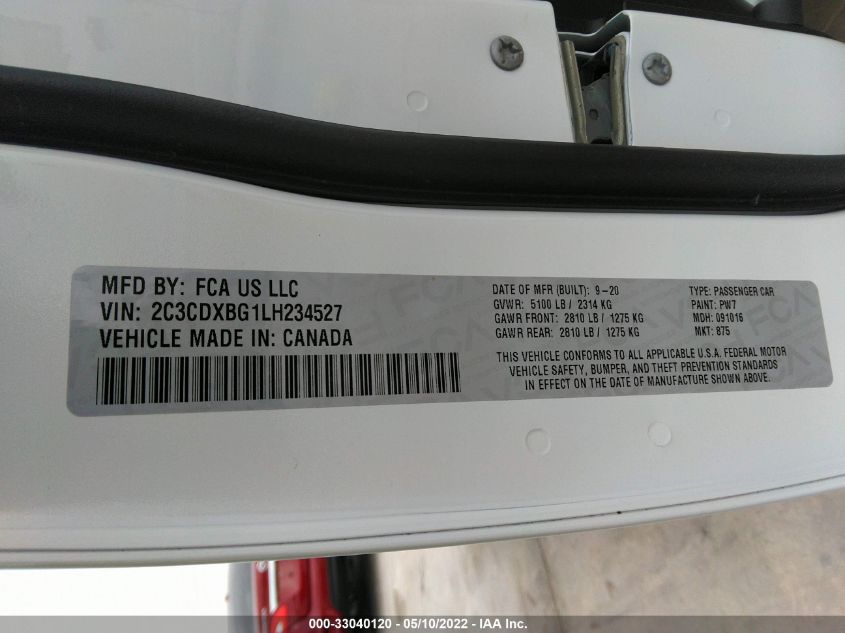 MFD BY: FCA US LLC
VIN: 2C3CDXBG1LH234527
VEHICLE MADE IN: CANADA
DATE OF MFR (BUILT): 9-20
GVWR: 5100 LB / 2314 KG
GAWR FRONT: 2810 LB / 1275 KG
GAWR REAR: 2810 LB / 1275 KG
TYPE: PASSENGER CAR
PAINT: PW7
MDH: 091016
MKT: 875
THIS VEHICLE CONFORMS TO ALL APPLICABLE U.S.A. FEDERAL MOTOR
VEHICLE SAFETY, BUMPER, AND THEFT PREVENTION STANDARDS
IN EFFECT ON THE DATE OF MANUFACTURE SHOWN ABOVE.
000-33040120 - 05/10/2022 - IAA Inc.